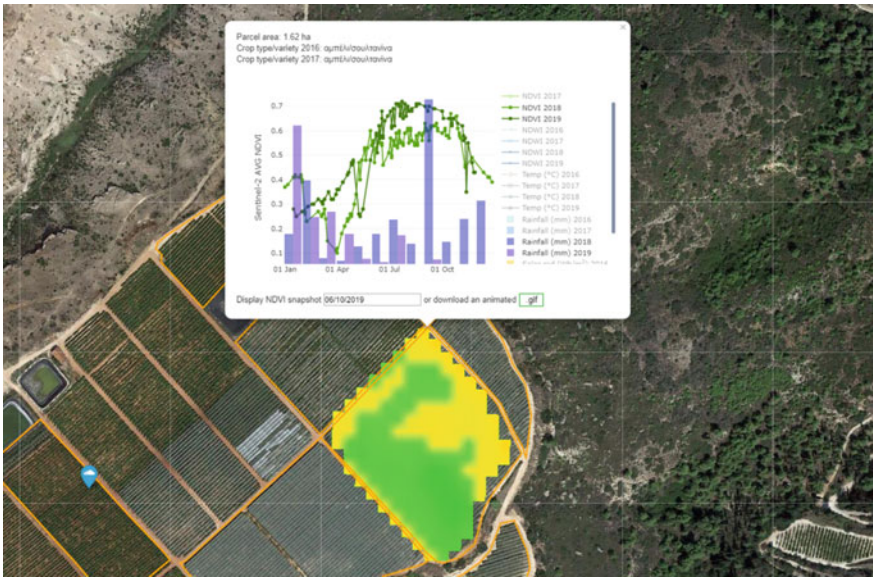 Parcel area: 1.62 ha
Crop type/variety 2016: αμπέλι/σουλτανίνα
Crop type/variety 2017: αμπέλι/σουλτανίνα
NDVI 2017
NDVI 2018
NDVI 2019
NDWI 2016
NDWI 2017
NDWI 2018
NDWI 2019
Temp (°C) 2016
Temp (°C) 2017
Temp (°C) 2018
Temp (°C) 2019
Rainfall (mm) 2016
Rainfall (mm) 2017
Rainfall (mm) 2018
Rainfall (mm) 2019
Sentinel-2 AVG NDVI
0.7
0.6
0.5
0.4
0.3
0.2
0.1
01 Jan
01 Apr
01 Jul
01 Oct
Display NDVI snapshot 06/10/2019 or download an animated .gif